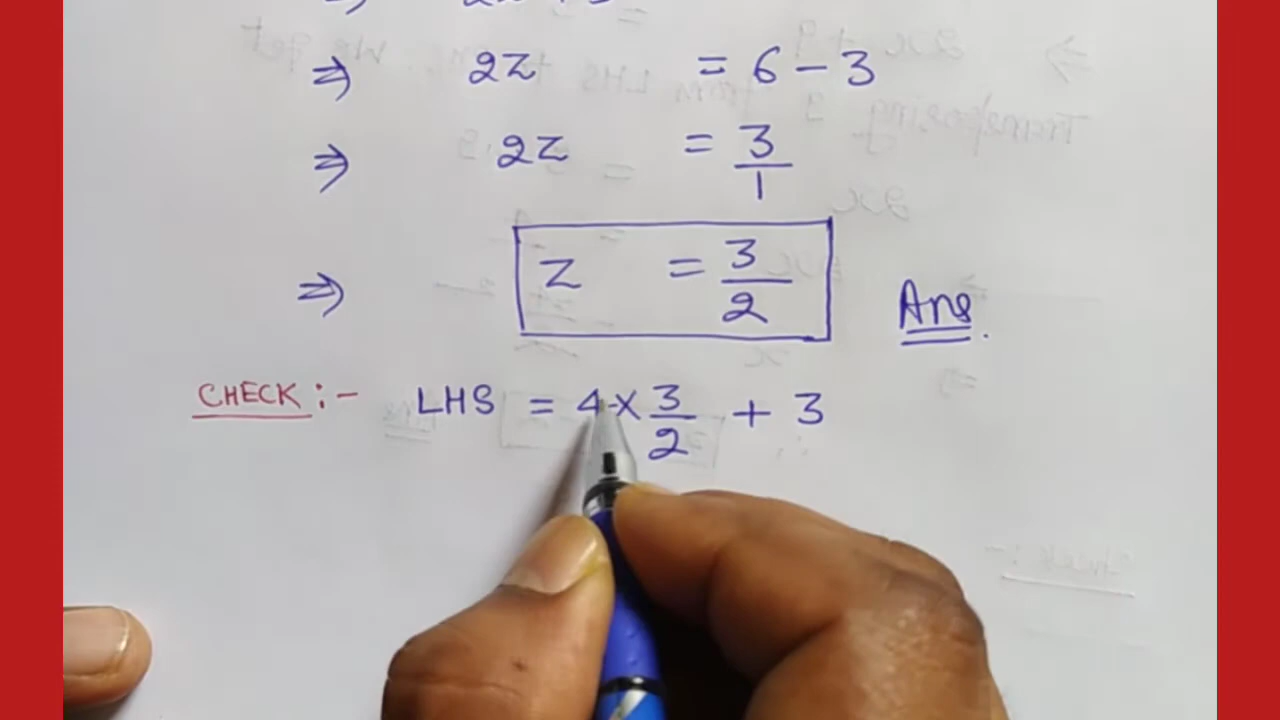 ⇒ 2z = 6 - 3
⇒ 2z = 3/1
⇒ z = 3/2 Ans.
CHECK:- LHS = 4 × 3/2 + 3